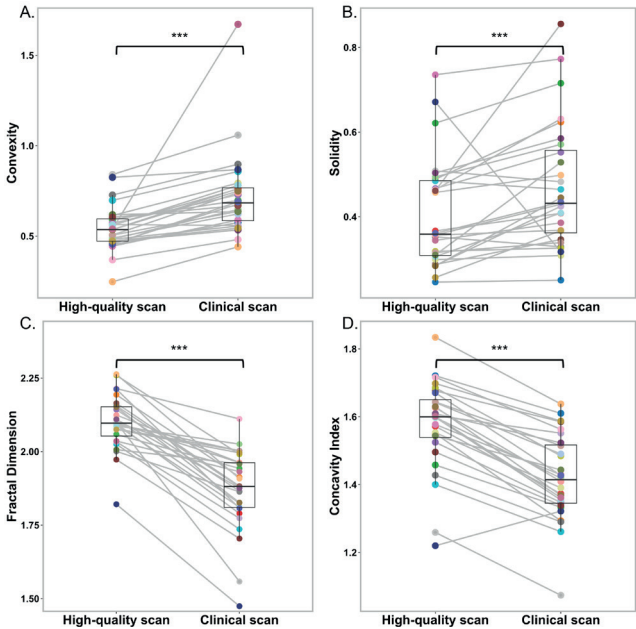 A.
***
1.5
1.0
0.5
Convexity
High-quality scan Clinical scan
B.
***
0.8
0.6
0.4
Solidity
High-quality scan Clinical scan
C.
***
2.25
2.00
1.75
1.50
Fractal Dimension
High-quality scan Clinical scan
D.
***
1.8
1.6
1.4
1.2
Concavity Index
High-quality scan Clinical scan